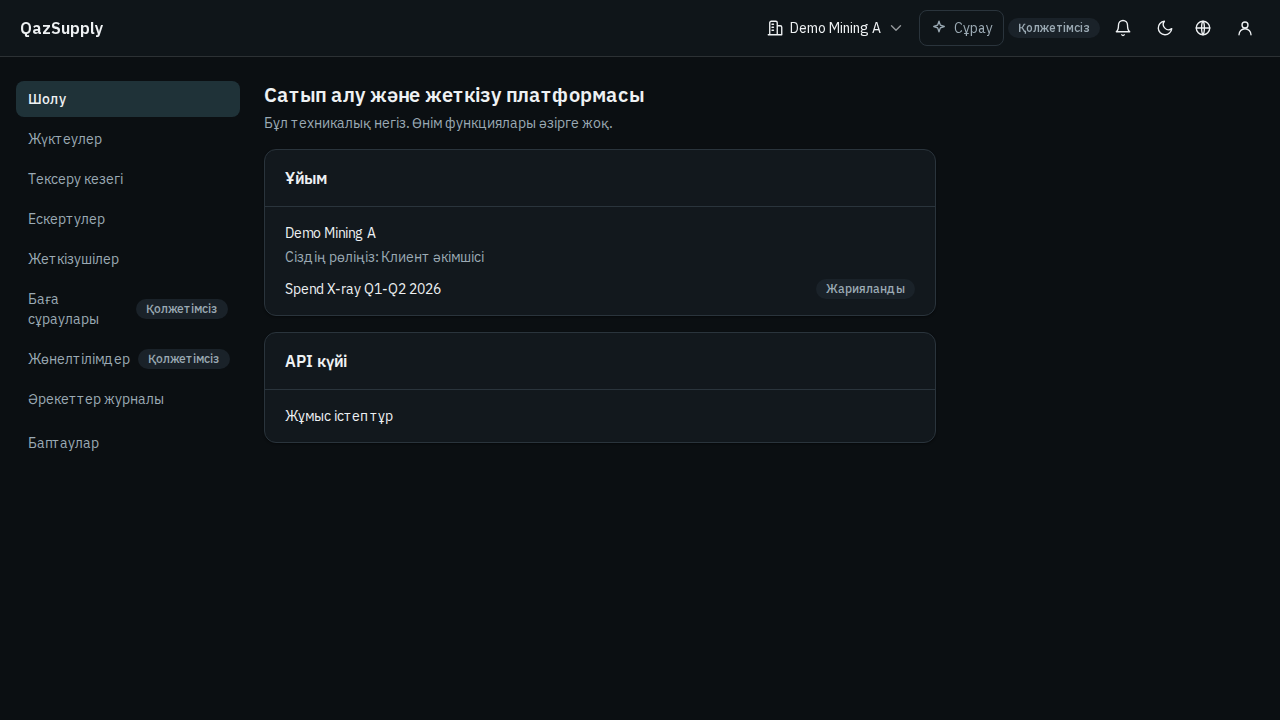 QazSupply
Demo Mining A
Сұрау
Қолжетімсіз
Шолу
Жүктеулер
Тексеру кезегі
Ескертулер
Жеткізушілер
Баға
сұраулары
Қолжетімсіз
Жөнелтілімдер
Қолжетімсіз
Әрекеттер журналы
Баптаулар
Сатып алу және жеткізу платформасы
Бұл техникалық негіз. Өнім функциялары әзірге жоқ.
Ұйым
Demo Mining A
Сіздің рөліңіз: Клиент әкімшісі
Spend X-ray Q1-Q2 2026
Жарияланды
API күйі
Жұмыс істеп тұр